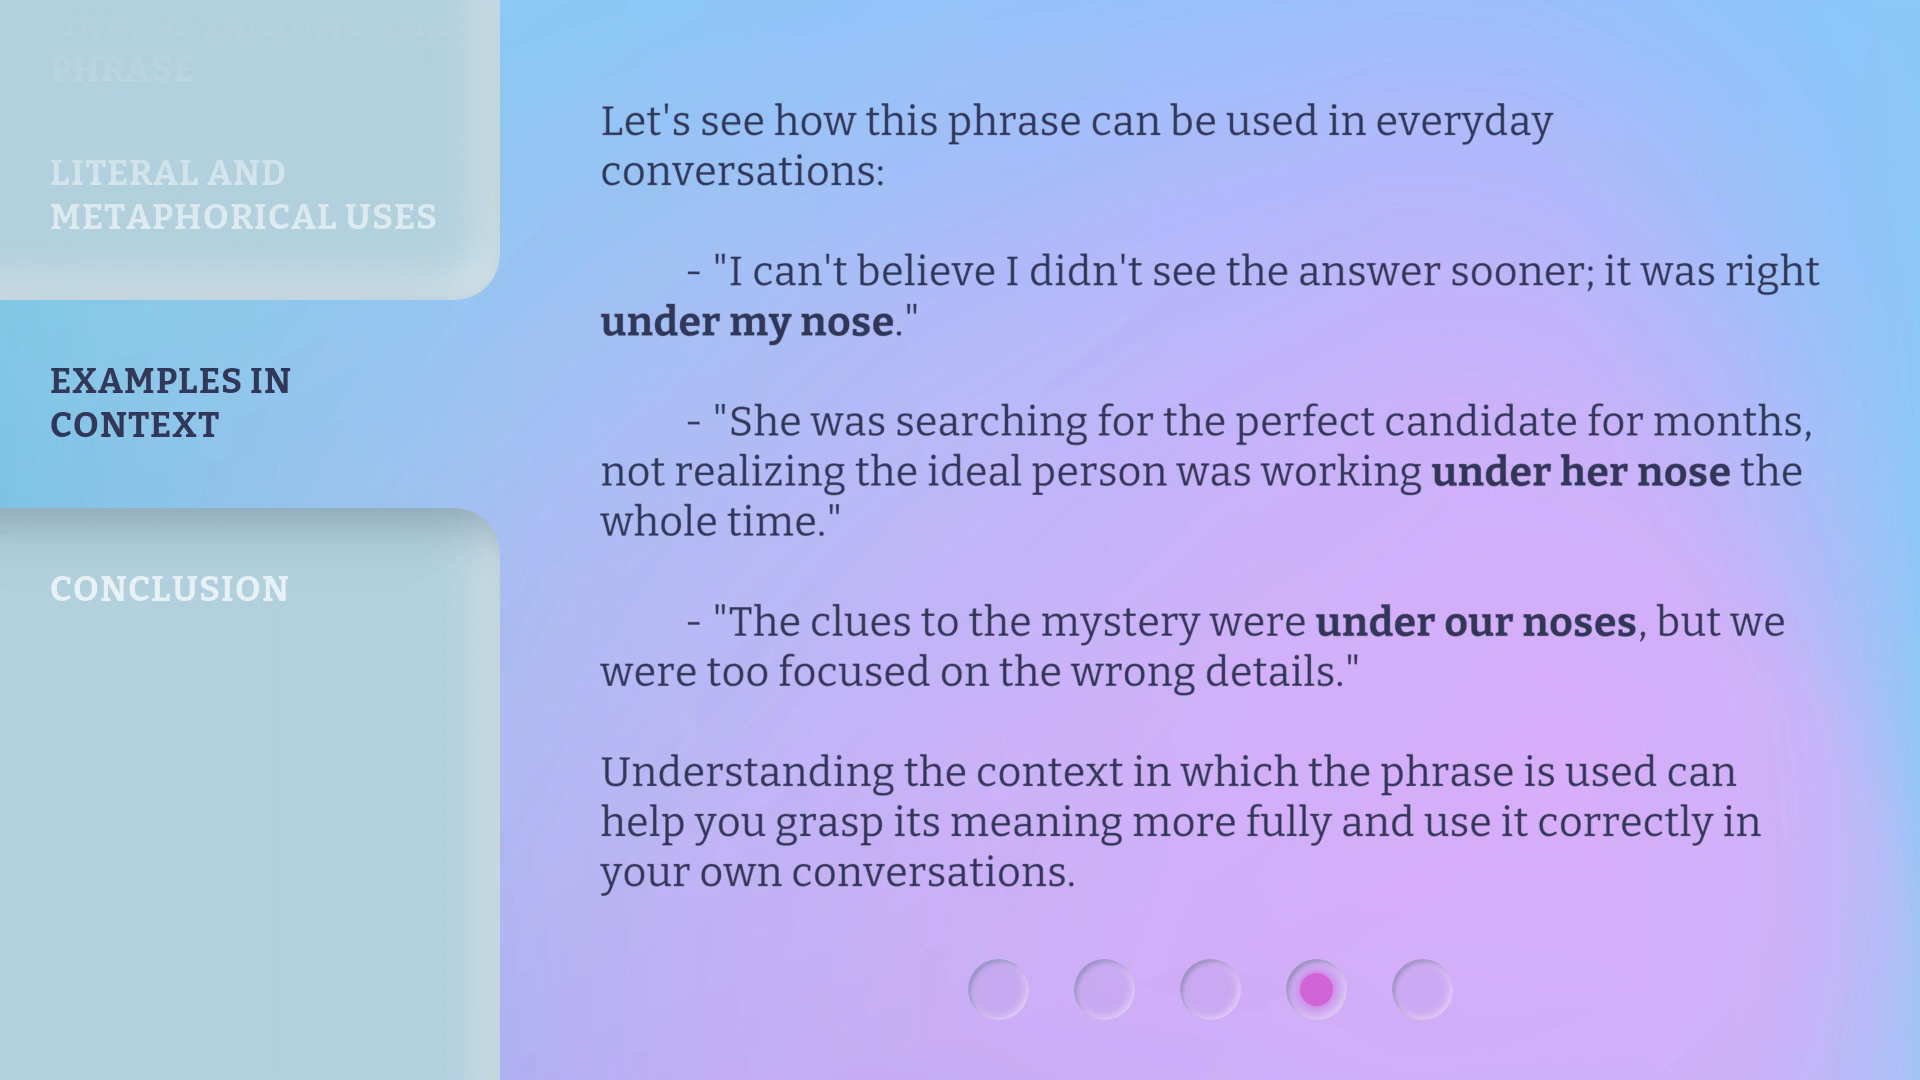 UNDERSTANDING THE
PHRASE
LITERAL AND
METAPHORICAL USES
EXAMPLES IN
CONTEXT
CONCLUSION
Let's see how this phrase can be used in everyday
conversations:
- "I can't believe I didn't see the answer sooner; it was right
under my nose."
- "She was searching for the perfect candidate for months,
not realizing the ideal person was working under her nose the
whole time."
- "The clues to the mystery were under our noses, but we
were too focused on the wrong details."
Understanding the context in which the phrase is used can
help you grasp its meaning more fully and use it correctly in
your own conversations.